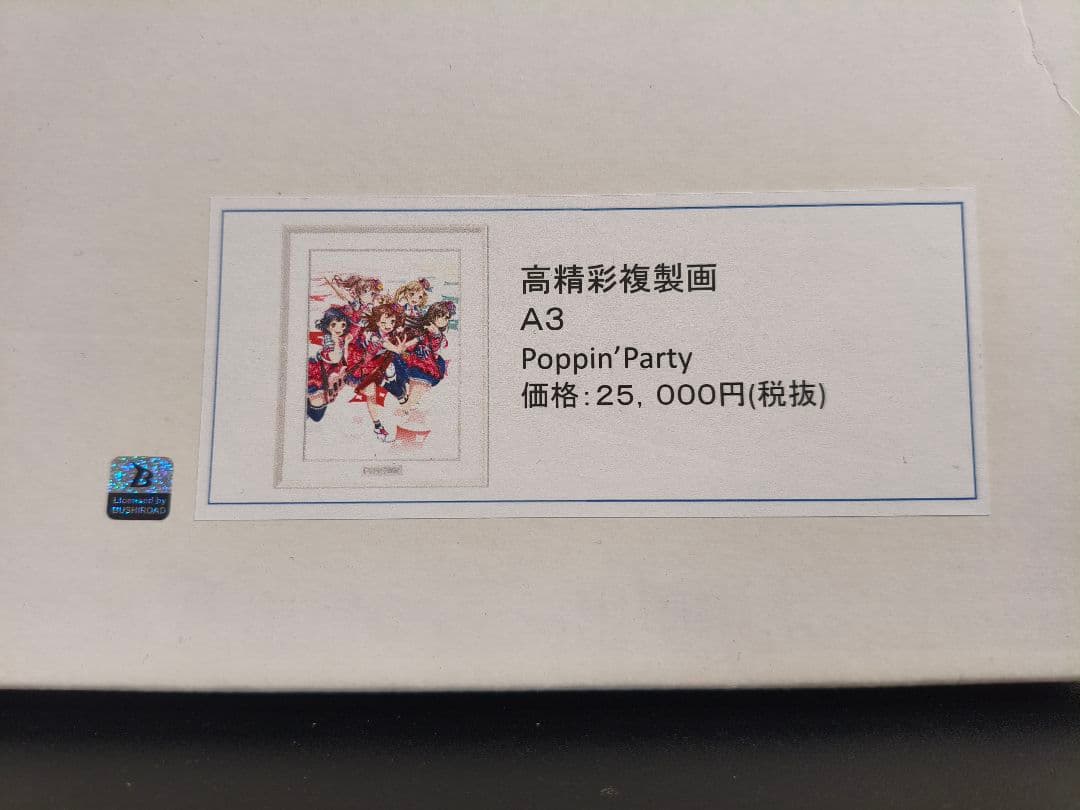 高精彩複製画
A3
Poppin'Party
価格：25，000円(税抜)
B
Licensed by
BUSHIROAD